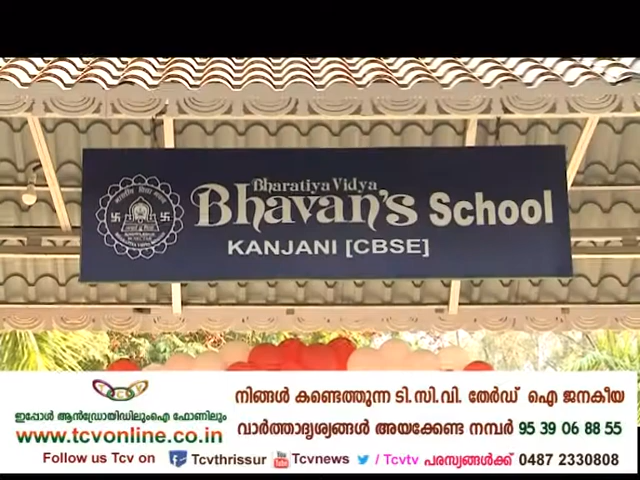 Bharatiya Vidya
Bhavan's School
KANJANI [CBSE]
നിങ്ങൾ കണ്ടെത്തുന്ന ടി.സി.വി. തേർഡ് ഐ ജനകീയ
ഇപ്പോൾ ആൻഡ്രോയിഡിലുംഐ ഫോണിലും
വാർത്താദൃശ്യങ്ങൾ അയക്കേണ്ട നമ്പർ 95 39 06 88 55
www.tcvonline.co.in
Follow us Tcv on f Tcvthrissur You Tube Tcvnews / Tcvtv പരസ്യങ്ങൾക്ക് 0487 2330808